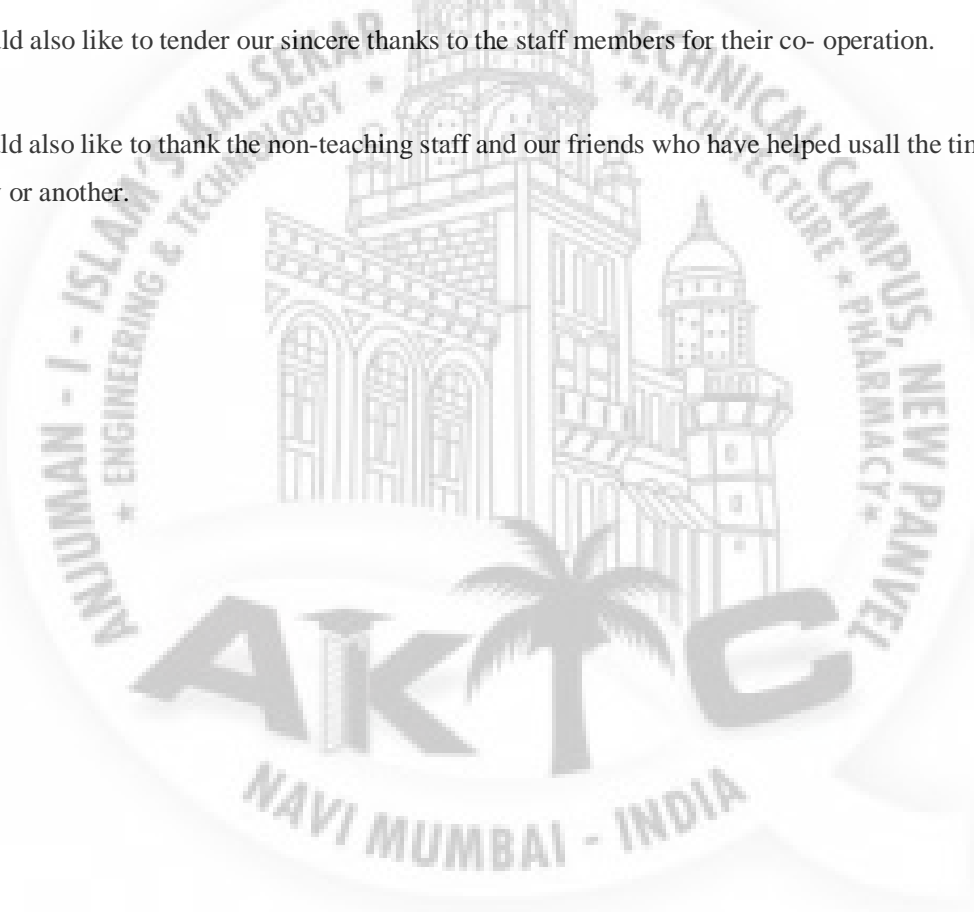 ld also like to tender our sincere thanks to the staff members for their co- operation.
ld also like to thank the non-teaching staff and our friends who have helped usall the tin
or another.
ANJUMAN - I - ISLAM'S KALSEKAR TECHNICAL CAMPUS, NEW PANVEL
* ENGINEERING & TECHNOLOGY * *ARCHITECTURE * PHARMACY*
AKTC
NAVI MUMBAI - INDIA